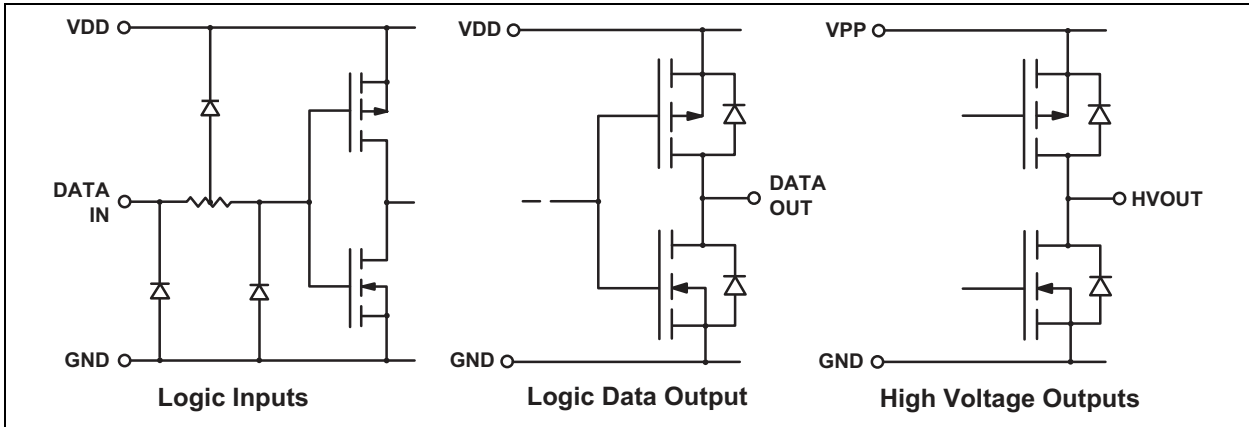 VDD
DATA
IN
GND
Logic Inputs
VDD
DATA
OUT
GND
Logic Data Output
VPP
HVOUT
GND
High Voltage Outputs